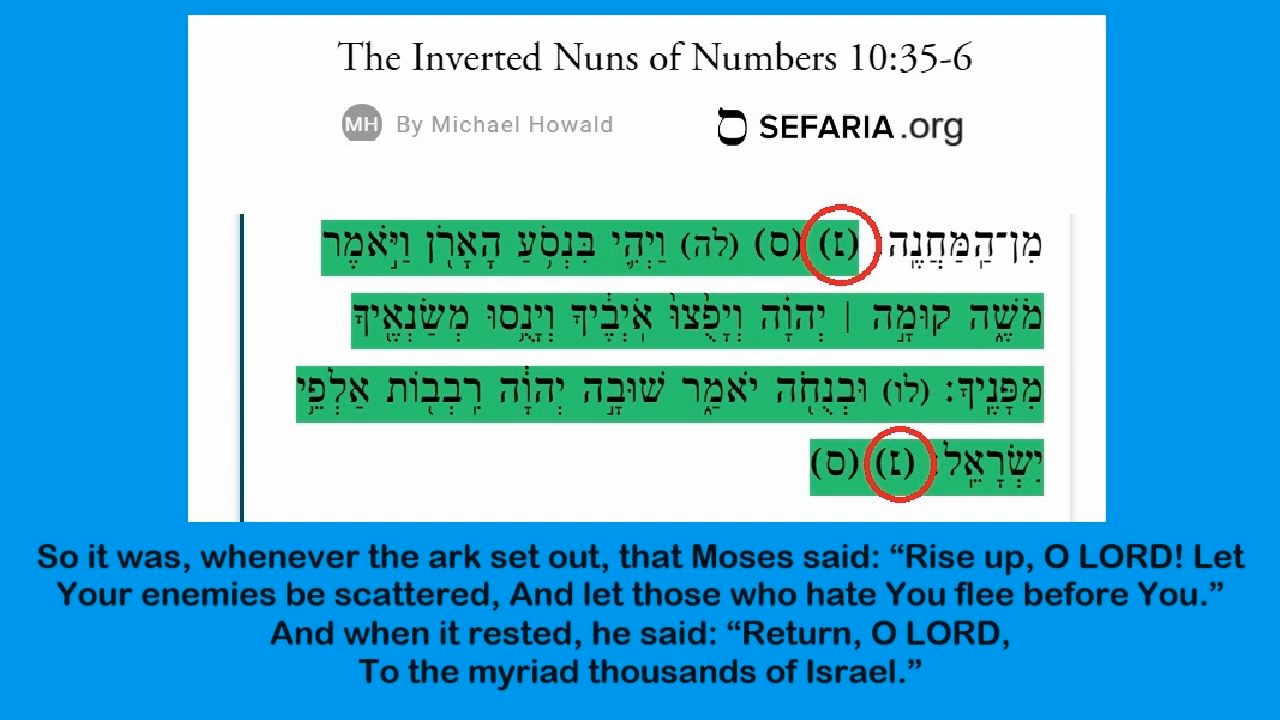 The Inverted Nuns of Numbers 10:35-6
MH By Michael Howald
ס SEFARIA.org
מִן־הַֽמַּחֲנֶֽה׃ (׆) (ס) (לה) וַיְהִ֛י בִּנְסֹ֥עַ הָאָרֹ֖ן וַיֹּ֣אמֶר
מֹשֶׁ֑ה קוּמָ֣ה ׀ יְהֹוָ֗ה וְיָפֻ֙צוּ֙ אֹֽיְבֶ֔יךָ וְיָנֻ֥סוּ מְשַׂנְאֶ֖יךָ
מִפָּנֶֽיךָ׃ (לו) וּבְנֻחֹ֖ה יֹאמַ֑ר שׁוּבָ֣ה יְהֹוָ֔ה רִֽבְב֖וֹת אַלְפֵ֥י
יִשְׂרָאֵֽל׃ (׆) (ס)
So it was, whenever the ark set out, that Moses said: “Rise up, O LORD! Let
Your enemies be scattered, And let those who hate You flee before You.”
And when it rested, he said: “Return, O LORD,
To the myriad thousands of Israel.”